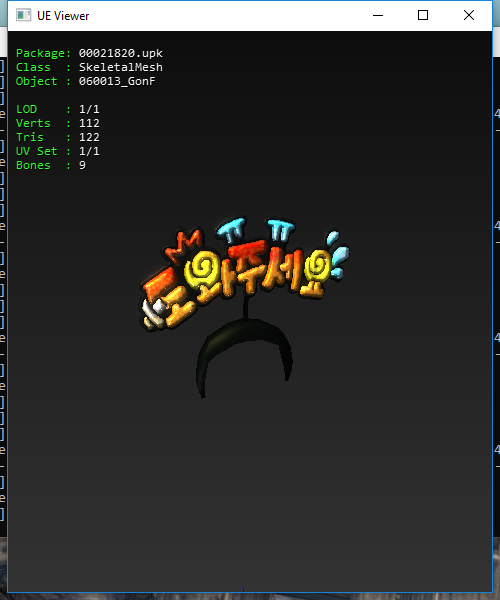 UE Viewer
Package: 00021820.upk
Class : SkeletalMesh
Object : 060013_GonF
LOD : 1/1
Verts : 112
Tris : 122
UV Set : 1/1
Bones : 9
ㅠ ㅠ
도와주세요